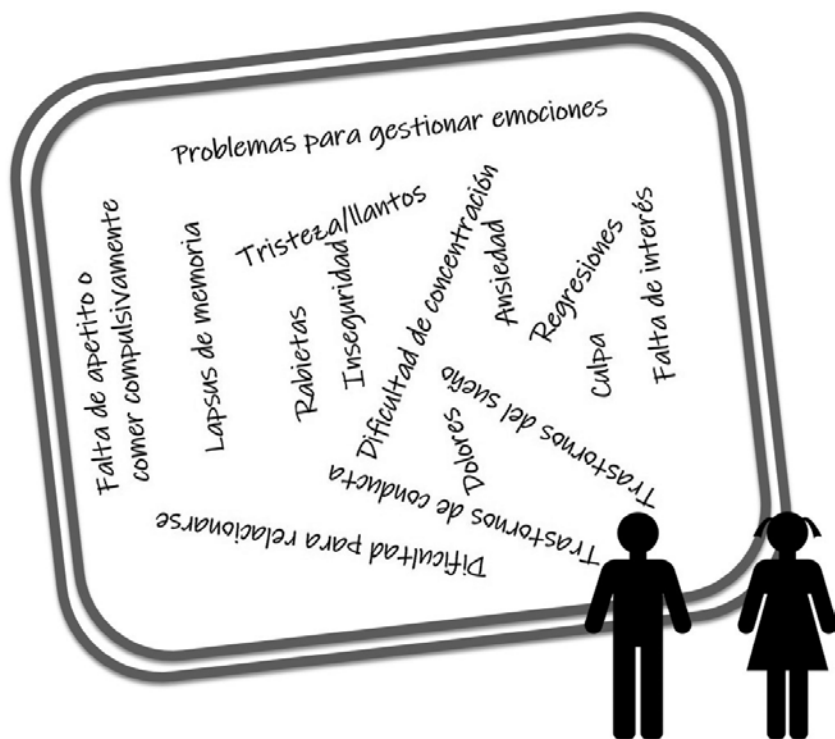 Problemas para gestionar emociones
Falta de apetito o
comer compulsivamente
Lapsus de memoria
Tristeza/llantos
Rabietas
Inseguridad
Dificultad de concentración
Ansiedad
Regresiones
Culpa
Falta de interés
Trastornos del sueño
Dolores
Trastornos de conducta
Dificultad para relacionarse